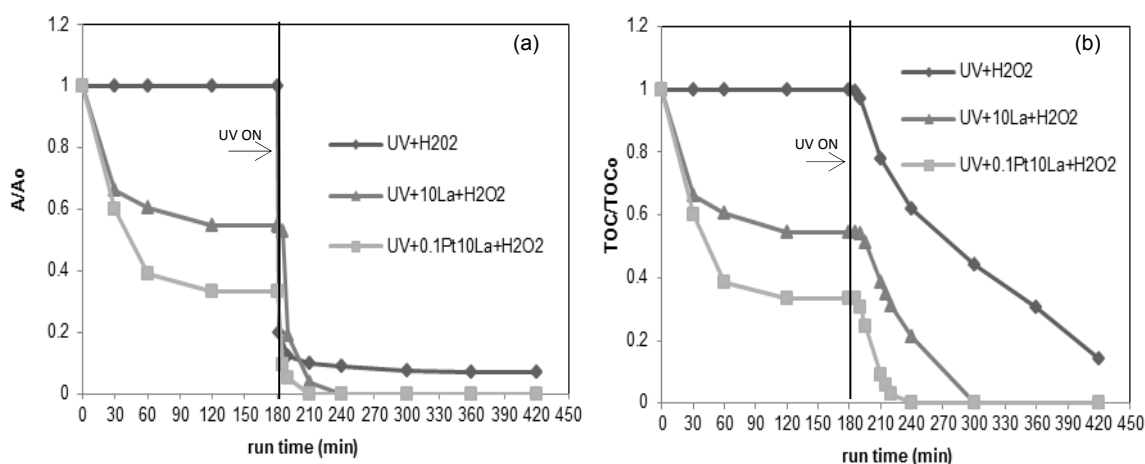 (a)
1.2
1
0.8
0.6
0.4
0.2
0
A/Ao
UV ON
UV+H202
UV+10La+H2O2
UV+0.1Pt10La+H2O2
0 30 60 90 120 150 180 210 240 270 300 330 360 390 420 450
run time (min)
(b)
1.2
1
0.8
0.6
0.4
0.2
0
TOC/TOCo
UV ON
UV+H2O2
UV+10La+H2O2
UV+0.1Pt10La+H2O2
0 30 60 90 120 150 180 210 240 270 300 330 360 390 420 450
run time (min)